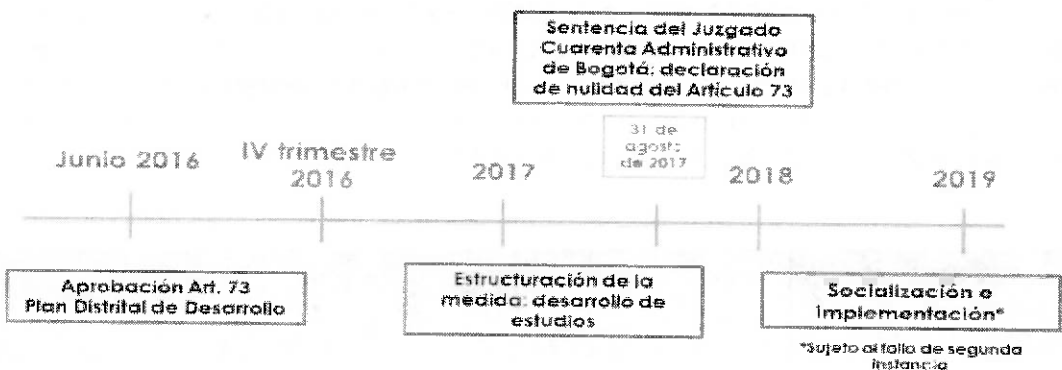 Sentencia del Juzgado
Cuarenta Administrativo
de Bogotá: declaración
de nulidad del Artículo 73
31 de
agosto
de 2017
Junio 2016
IV trimestre
2016
2017
2018
2019
Aprobación Art. 73
Plan Distrital de Desarrollo
Estructuración de la
medida: desarrollo de
estudios
Socialización e
implementación*
*Sujeto al fallo de segunda
instancia